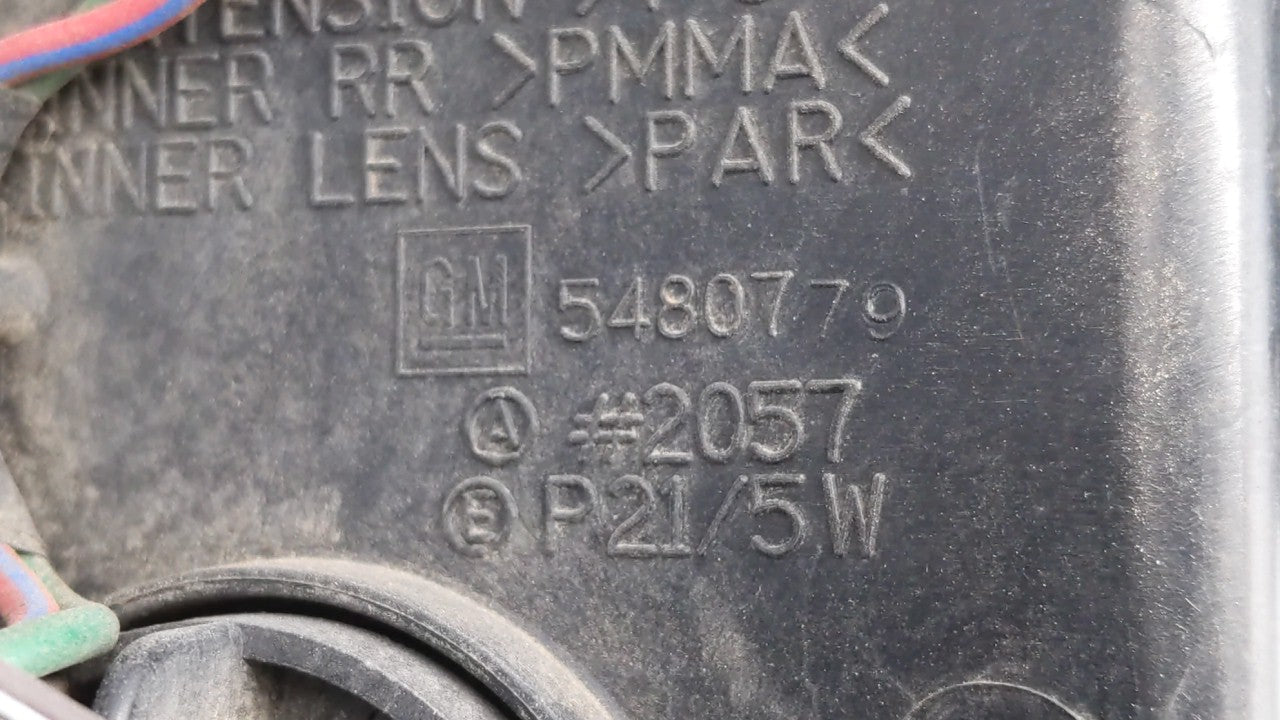 INNER RR >PMMA<
INNER LENS >PAR<
GM 5480779
Ⓐ #2057
Ⓔ P21/5W